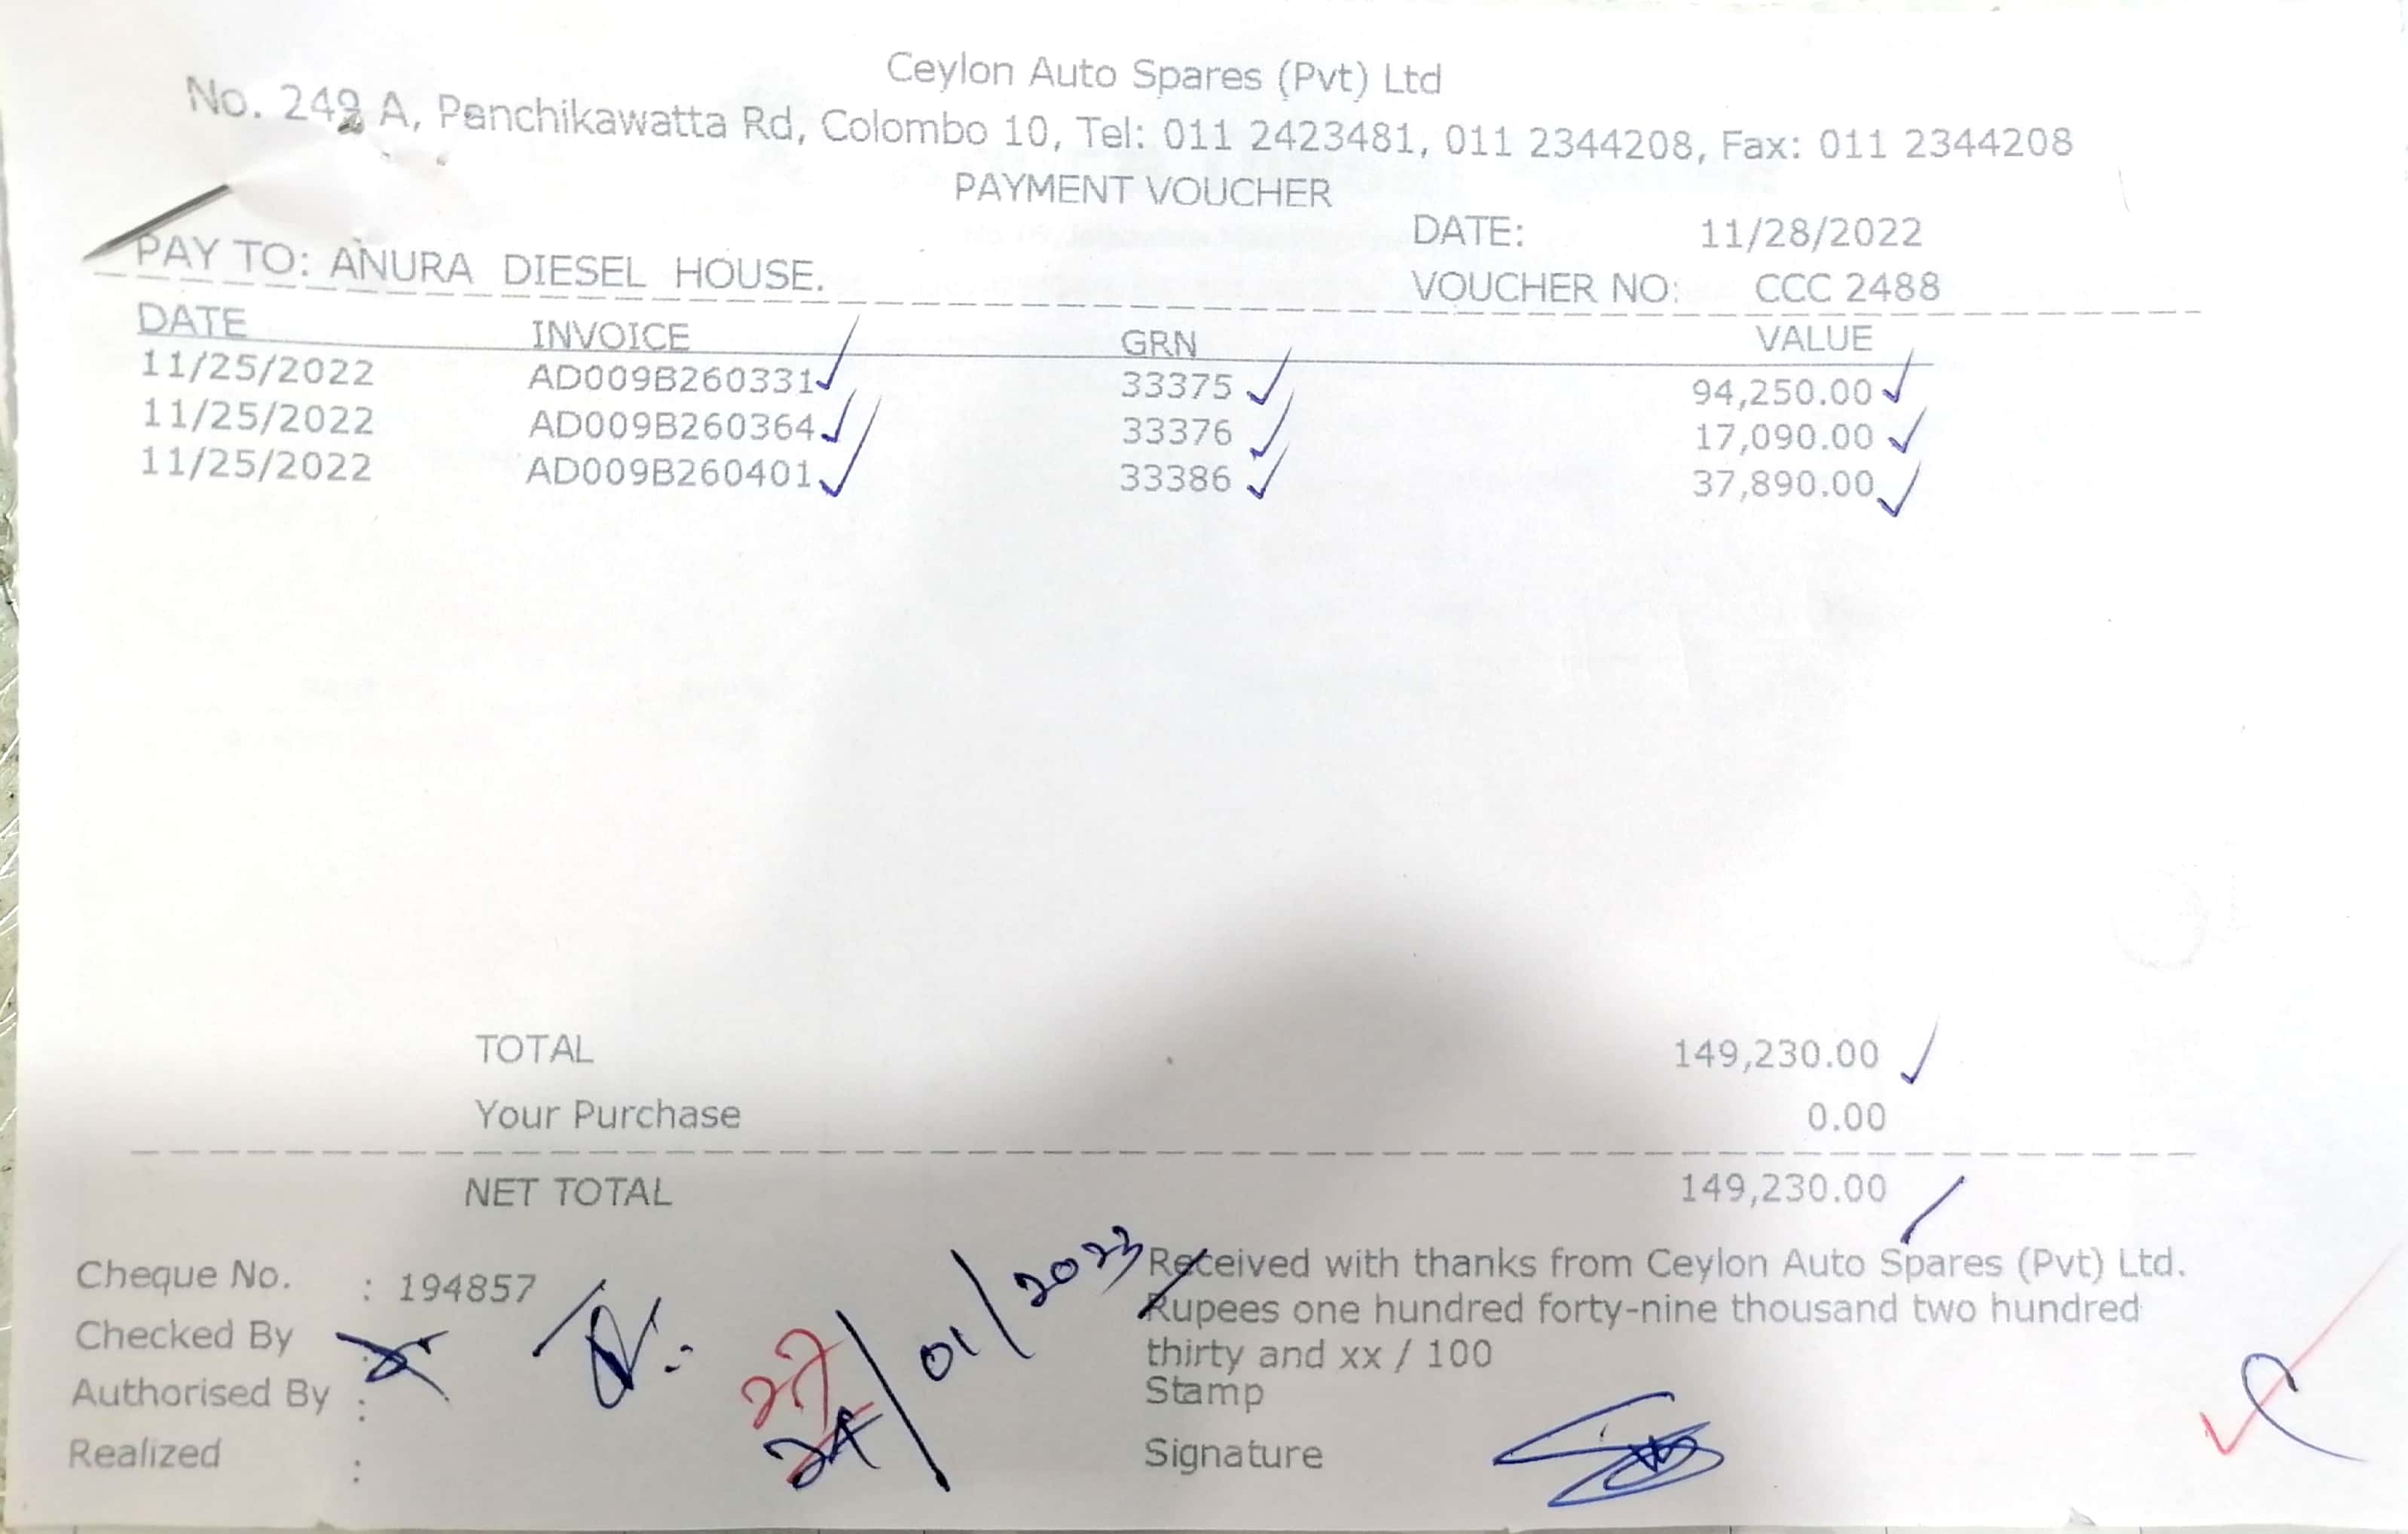 Ceylon Auto Spares (Pvt) Ltd
No. 249 A, Panchikawatta Rd, Colombo 10, Tel: 011 2423481, 011 2344208, Fax: 011 2344208
PAYMENT VOUCHER
DATE: 11/28/2022
PAY TO: ANURA DIESEL HOUSE.
VOUCHER NO: CCC 2488
DATE INVOICE GRN VALUE
11/25/2022 AD009B260331 33375 94,250.00
11/25/2022 AD009B260364 33376 17,090.00
11/25/2022 AD009B260401 33386 37,890.00
TOTAL 149,230.00
Your Purchase 0.00
NET TOTAL 149,230.00
Cheque No. : 194857
Checked By :
Authorised By :
Realized :
27
24/01/2023
Received with thanks from Ceylon Auto Spares (Pvt) Ltd.
Rupees one hundred forty-nine thousand two hundred
thirty and xx / 100
Stamp
Signature